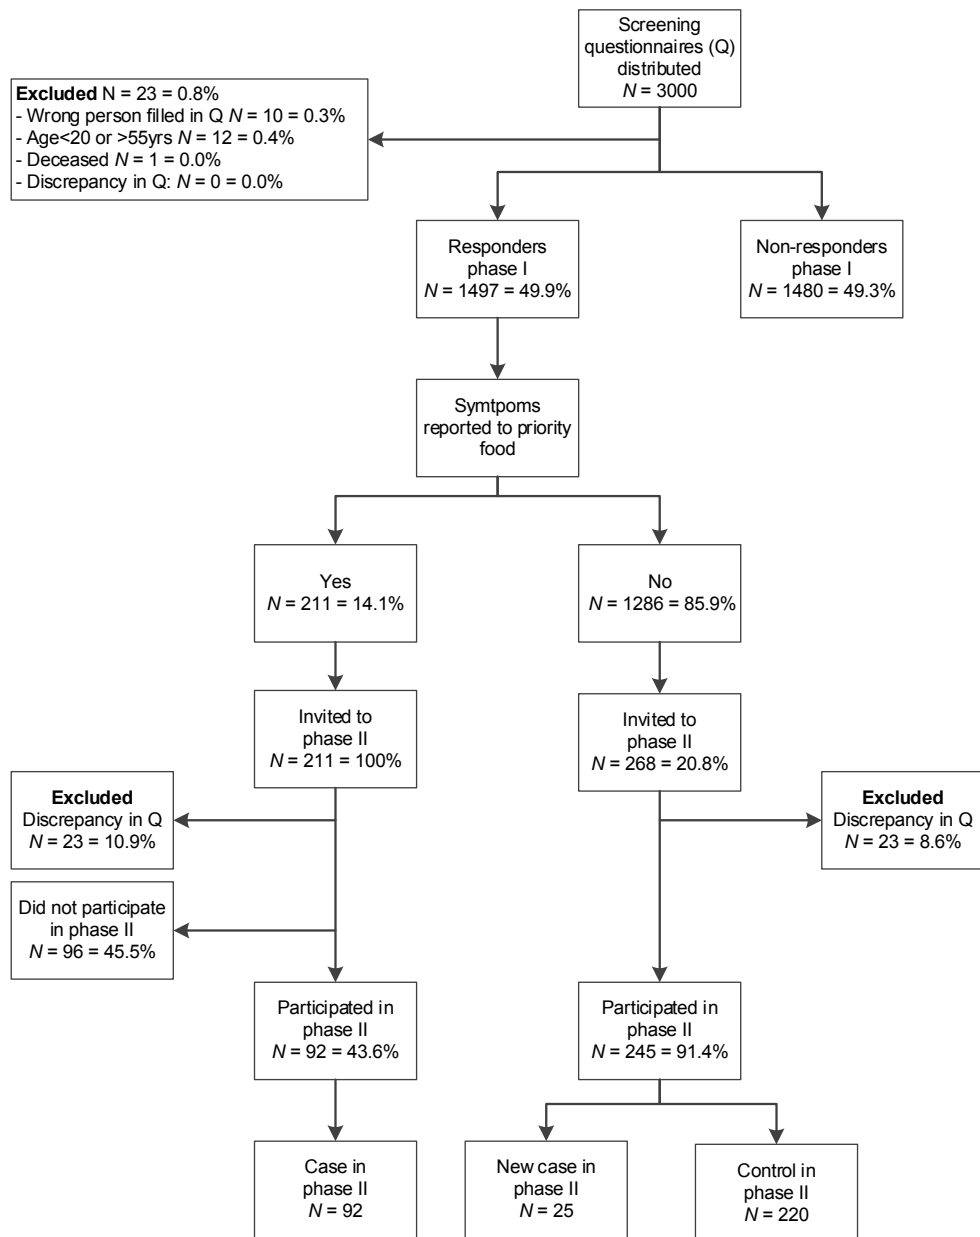 Screening
questionnaires (Q)
distributed
N = 3000
Excluded N = 23 = 0.8%
- Wrong person filled in Q N = 10 = 0.3%
- Age<20 or >55yrs N = 12 = 0.4%
- Deceased N = 1 = 0.0%
- Discrepancy in Q: N = 0 = 0.0%
Responders
phase I
N = 1497 = 49.9%
Non-responders
phase I
N = 1480 = 49.3%
Symtpoms
reported to priority
food
Yes
N = 211 = 14.1%
No
N = 1286 = 85.9%
Invited to
phase II
N = 211 = 100%
Invited to
phase II
N = 268 = 20.8%
Excluded
Discrepancy in Q
N = 23 = 10.9%
Excluded
Discrepancy in Q
N = 23 = 8.6%
Did not participate
in phase II
N = 96 = 45.5%
Participated in
phase II
N = 92 = 43.6%
Participated in
phase II
N = 245 = 91.4%
Case in
phase II
N = 92
New case in
phase II
N = 25
Control in
phase II
N = 220